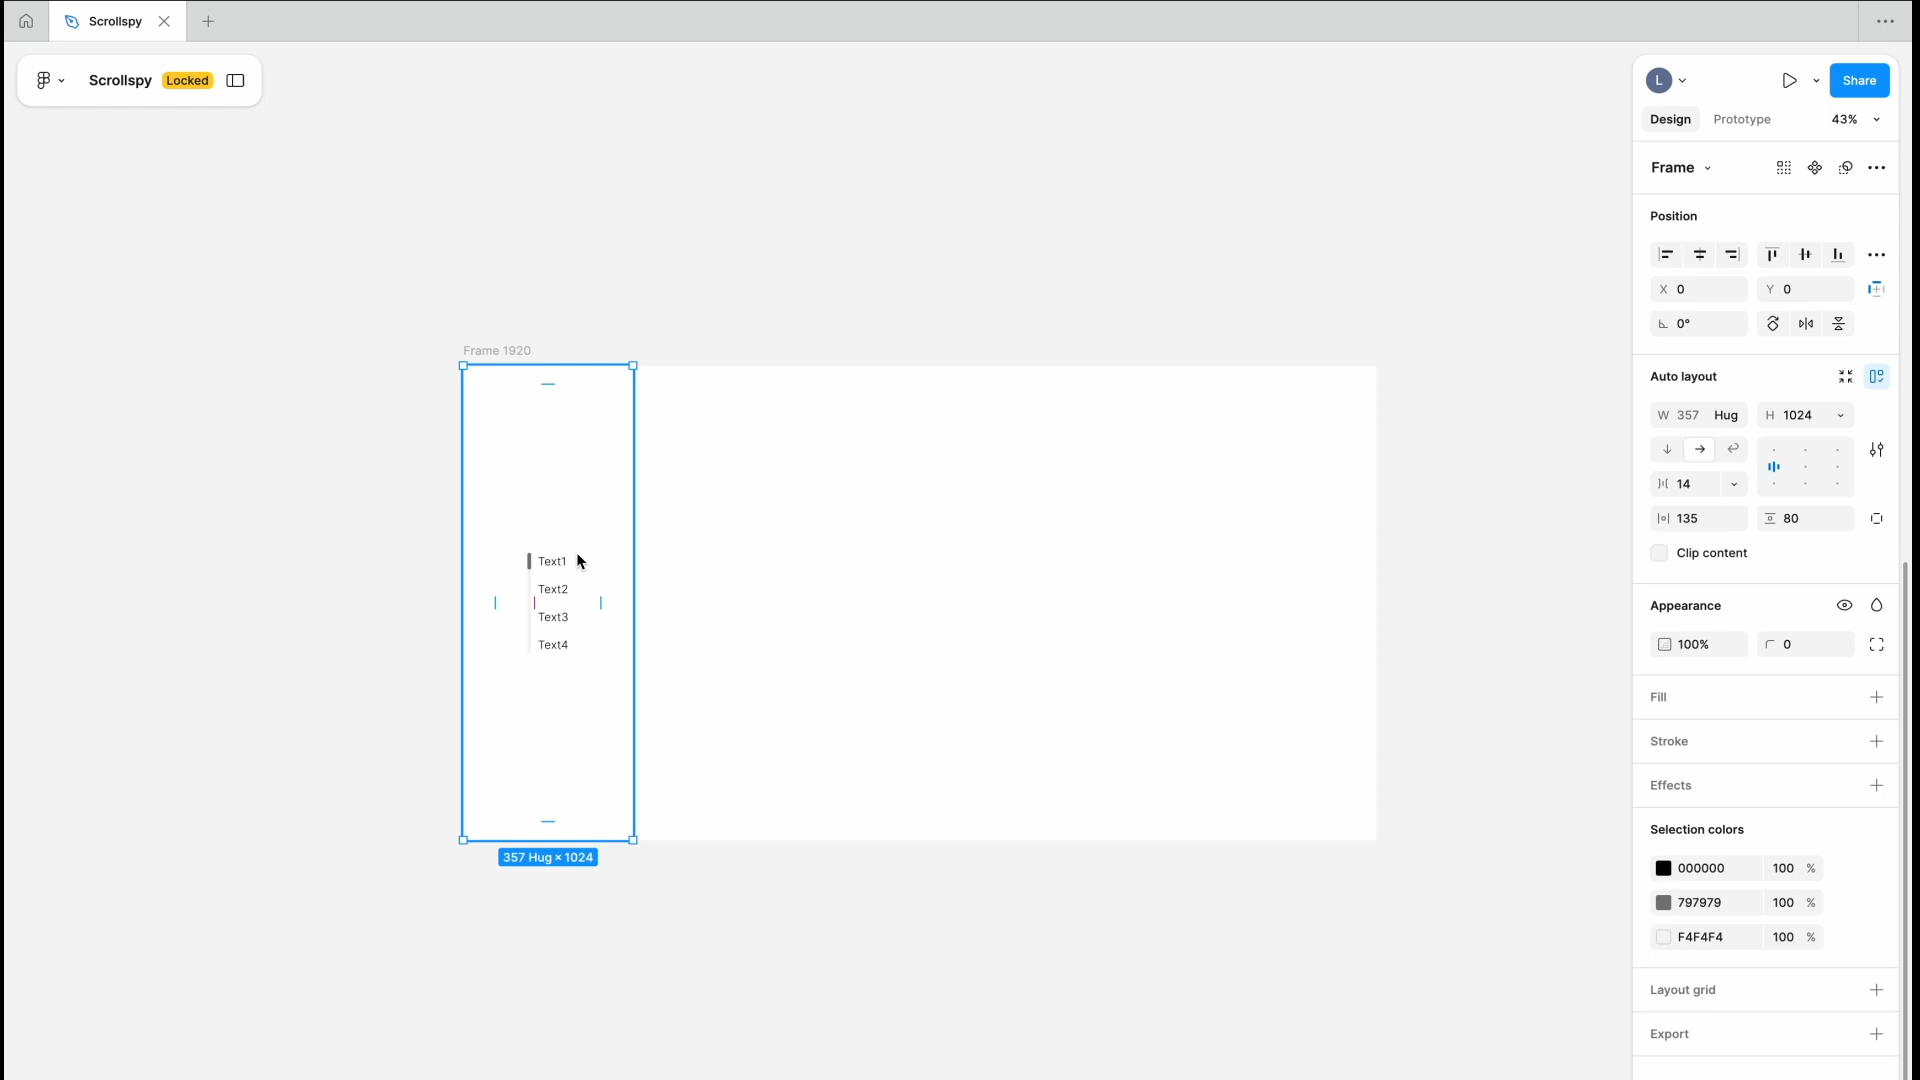 Scrollspy
Scrollspy Locked
L Share
Design Prototype 43%
Frame
Position
X 0 Y 0
0°
Auto layout
W 357 Hug H 1024
14
135 80
Clip content
Appearance
100% 0
Fill
Stroke
Effects
Selection colors
000000 100 %
797979 100 %
F4F4F4 100 %
Layout grid
Export
Frame 1920
Text1
Text2
Text3
Text4
357 Hug × 1024